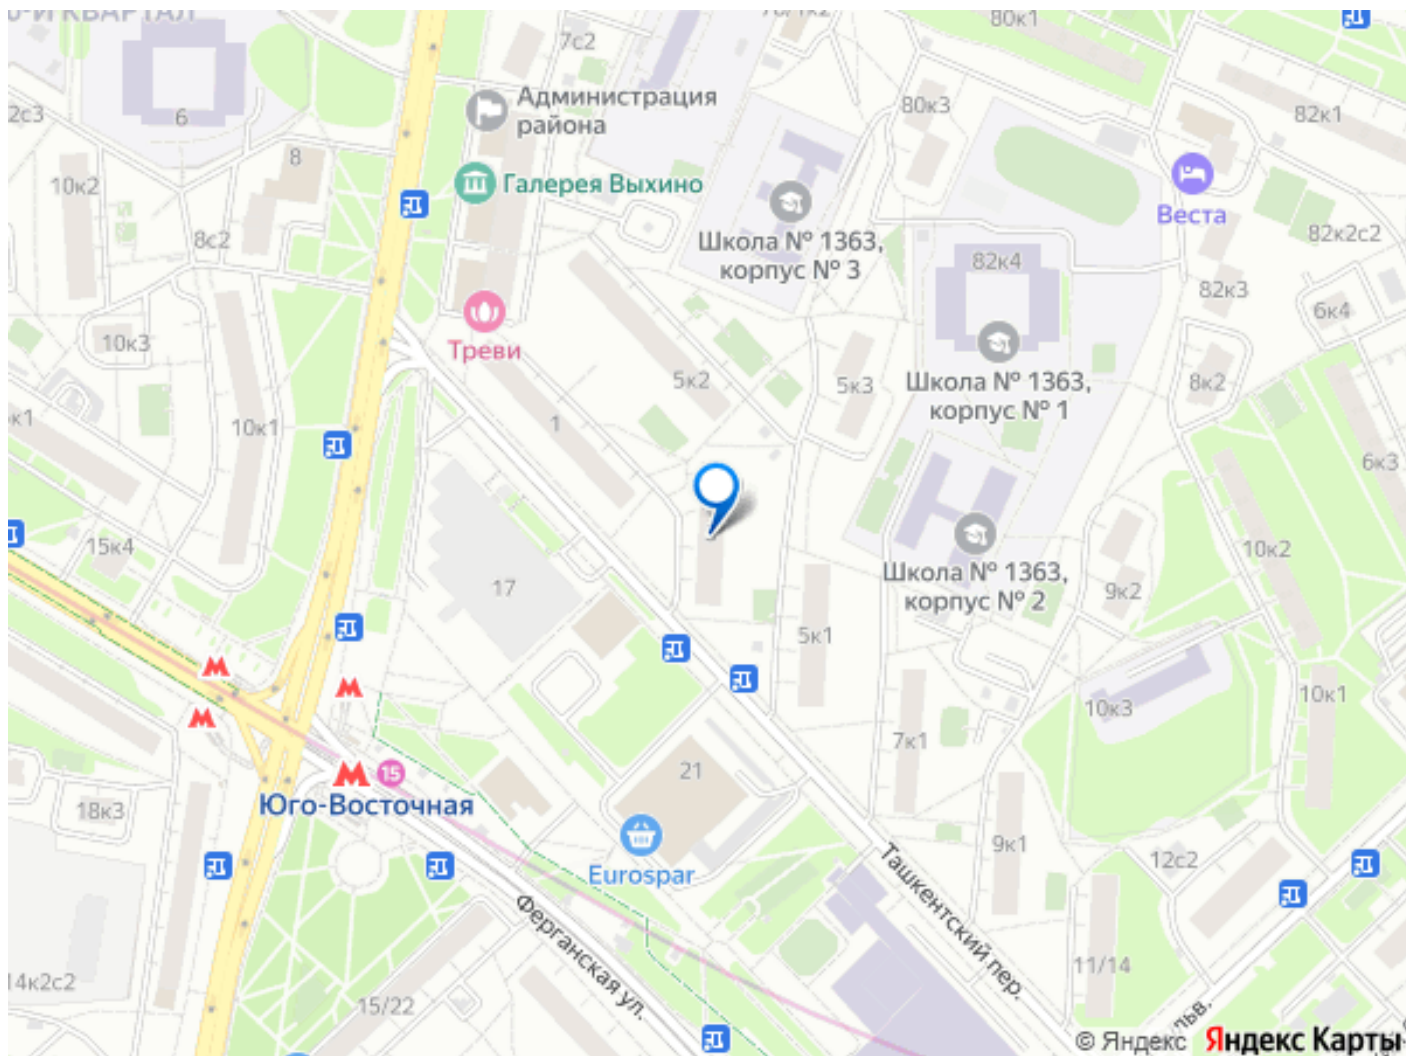 КВАРТАЛ
7с2
80к1
2с3
6
Администрация
района
80к3
82к1
8
10к2
Галерея Выхино
Веста
8с2
Школа № 1363,
корпус № 3
82к4
82к2с2
82к3
6к4
10к3
Треви
5к2
5к3
Школа № 1363,
корпус № 1
8к2
к1
10к1
1
6к3
15к4
17
Школа № 1363,
корпус № 2
10к2
9к2
5к1
10к3
10к1
7к1
21
15
Юго-Восточная
18к3
Eurospar
9к1
12с2
Ташкентский пер.
Ферганская ул.
14к2с2
15/22
11/14
льв.
© Яндекс Яндекс Карты